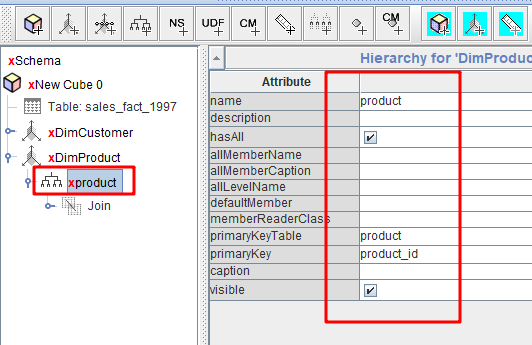 NS UDF CM CM
xSchema
xNew Cube 0
Table: sales_fact_1997
xDimCustomer
xDimProduct
xproduct
Join
Hierarchy for 'DimProduc
Attribute
name product
description
hasAll
allMemberName
allMemberCaption
allLevelName
defaultMember
memberReaderClass
primaryKeyTable product
primaryKey product_id
caption
visible